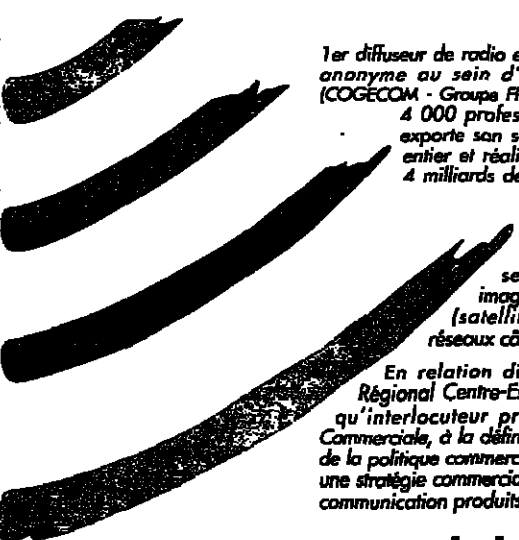 1er diffuseur de radio e
anonyme au sein d'
(COGECOM - Groupe F
4 000 profes
exporte son s
entier et réali
4 milliards de
se
imag
(satelli
réseaux câ
En relation di
Régional Centre-E
qu'interlocuteur pr
Commerciale, à la défin
de la politique commerc
une stratégie commercia
communication produits